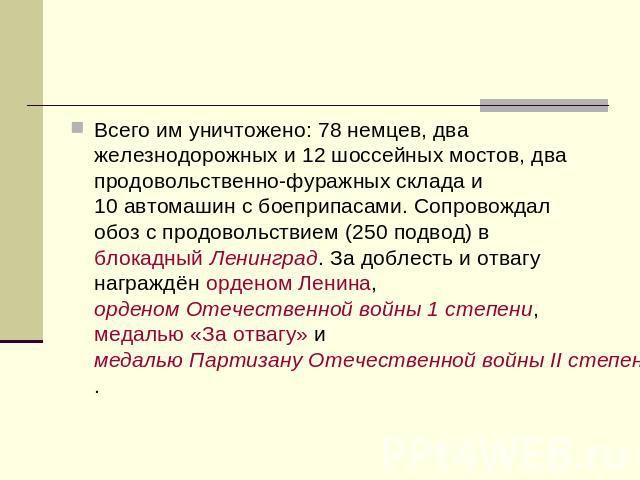 Всего им уничтожено: 78 немцев, два
железнодорожных и 12 шоссейных мостов, два
продовольственно-фуражных склада и
10 автомашин с боеприпасами. Сопровождал
обоз с продовольствием (250 подвод) в
блокадный Ленинград. За доблесть и отвагу
награждён орденом Ленина,
орденом Отечественной войны 1 степени,
медалью «За отвагу» и
медалью Партизану Отечественной войны II степен
.
PPt4WEB.ru